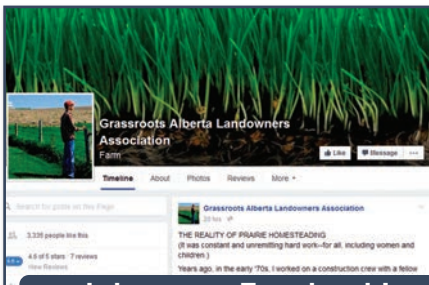 Grassroots Alberta Landowners
Association
Farm
Like
Message
Timeline
About
Photos
Reviews
More
Search for posts on this Page
3,335 people like this
4.6 of 5 stars · 7 reviews
View Reviews
Grassroots Alberta Landowners Association
20 hrs
THE REALITY OF PRAIRIE HOMESTEADING
(It was constant and unremitting hard work--for all, including women and
children.)
Years ago, in the early '70s, I worked on a construction crew with a fellow